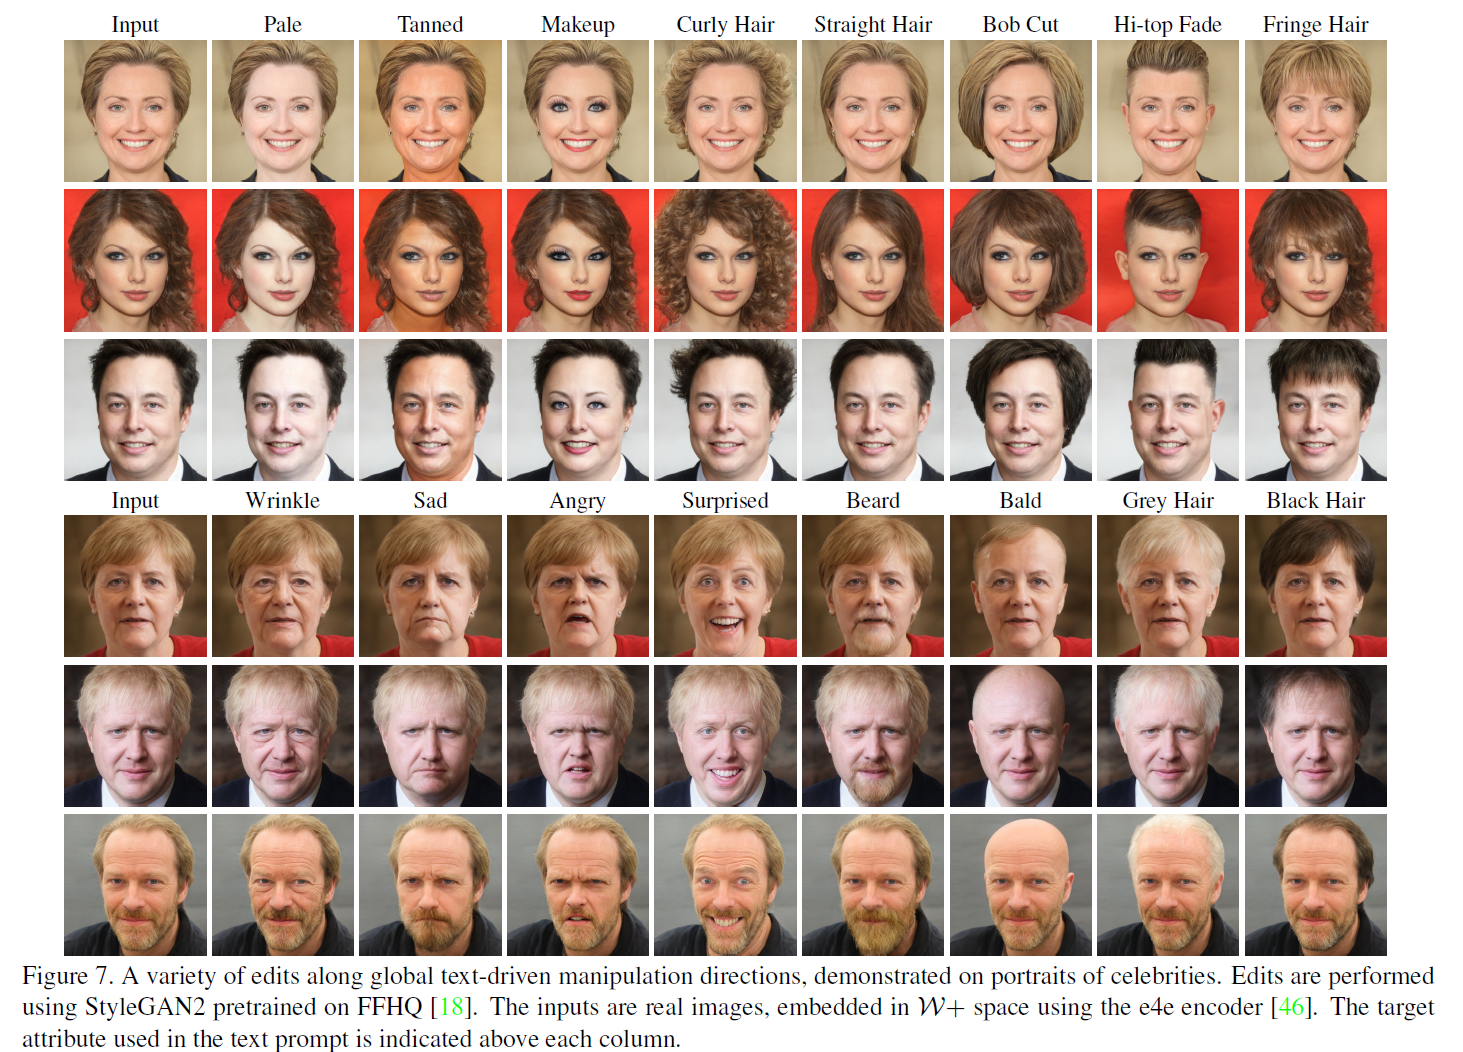 Input Pale Tanned Makeup Curly Hair Straight Hair Bob Cut Hi-top Fade Fringe Hair
Input Wrinkle Sad Angry Surprised Beard Bald Grey Hair Black Hair
Figure 7. A variety of edits along global text-driven manipulation directions, demonstrated on portraits of celebrities. Edits are performed
using StyleGAN2 pretrained on FFHQ [18]. The inputs are real images, embedded in 𝒲+ space using the e4e encoder [46]. The target
attribute used in the text prompt is indicated above each column.